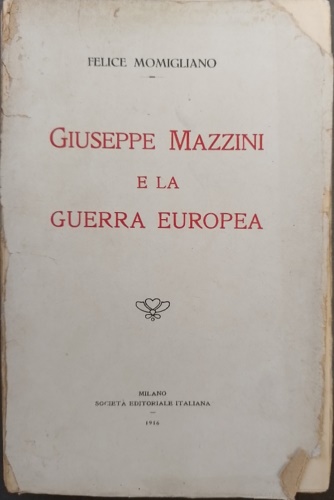 FELICE MOMIGLIANO
GIUSEPPE MAZZINI
E LA
GUERRA EUROPEA
MILANO
SOCIETÀ EDITORIALE ITALIANA
1916